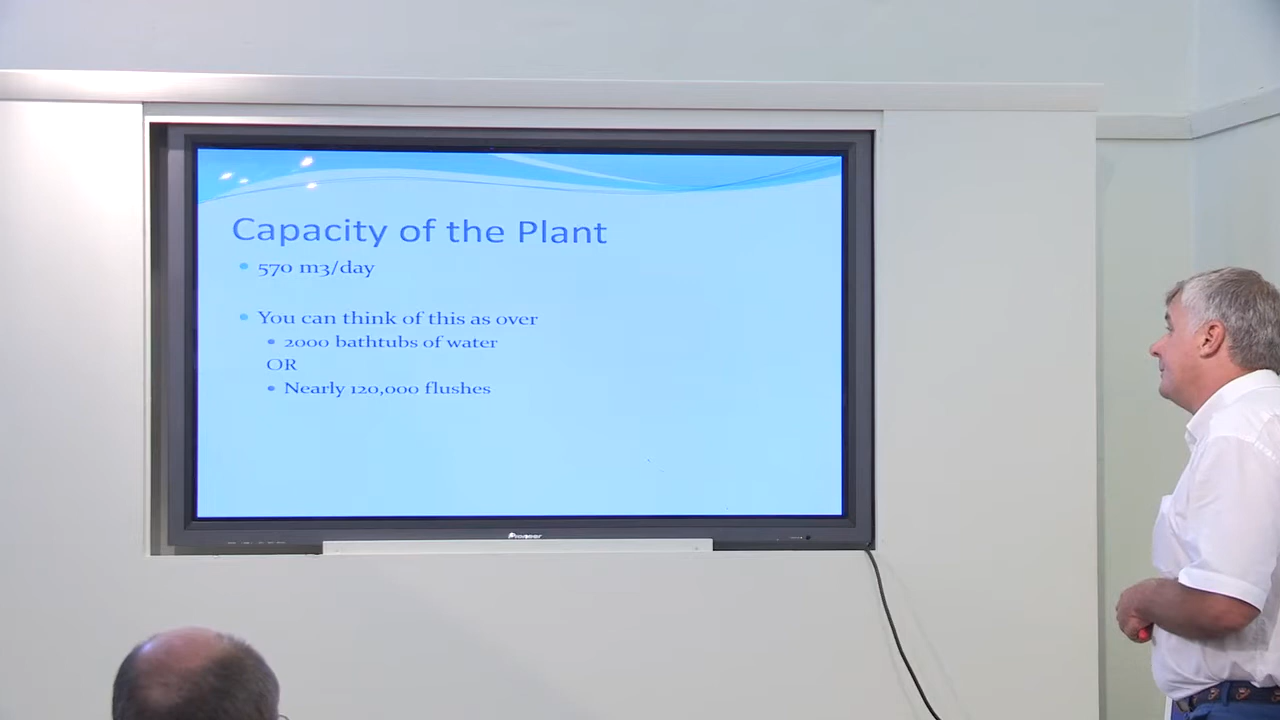 Capacity of the Plant
570 m3/day
You can think of this as over
2000 bathtubs of water
OR
Nearly 120,000 flushes
Pioneer